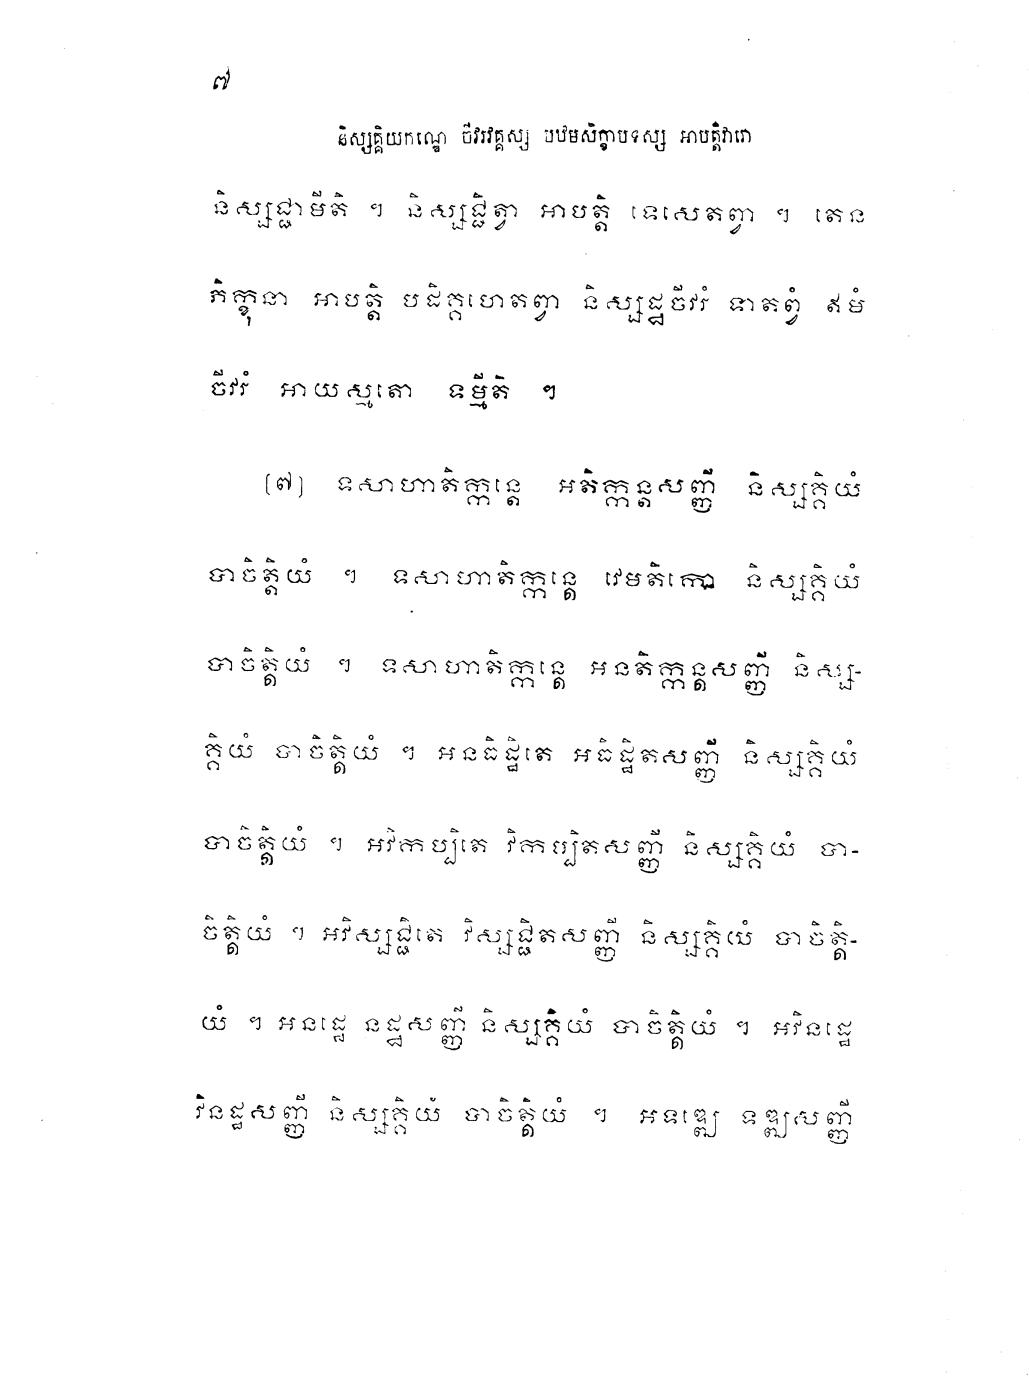 ៧
និស្សគ្គិយកណ្ឌេ ចីវរវគ្គស្ស បឋមសិក្ខាបទស្ស អាបត្តិវារោ
និស្សជ្ជាមីតិ ។ និស្សជ្ជិត្វា អាបត្តិ ទេសេតព្វា ។ តេន
ភិក្ខុនា អាបត្តិ បដិគ្គហេតព្វា និស្សដ្ឋចីវរំ ទាតព្វំ ឥមំ
ចីវរំ អាយស្មតោ ទម្មីតិ ។
(៧) ទសាហាតិក្កន្តេ អតិក្កន្តសញ្ញី និស្សគ្គិយំ
បាចិត្តិយំ ។ ទសាហាតិក្កន្តេ វេមតិកោ និស្សគ្គិយំ
បាចិត្តិយំ ។ ទសាហាតិក្កន្តេ អនតិក្កន្តសញ្ញី និស្ស-
គ្គិយំ បាចិត្តិយំ ។ អនធិដ្ឋិតេ អធិដ្ឋិតសញ្ញី និស្សគ្គិយំ
បាចិត្តិយំ ។ អវិកប្បិតេ វិកប្បិតសញ្ញី និស្សគ្គិយំ បា-
ចិត្តិយំ ។ អវិស្សជ្ជិតេ វិស្សជ្ជិតសញ្ញី និស្សគ្គិយំ បាចិត្តិ-
យំ ។ អនដ្ឋេ នដ្ឋសញ្ញី និស្សគ្គិយំ បាចិត្តិយំ ។ អវិនដ្ឋេ
វិនដ្ឋសញ្ញី និស្សគ្គិយំ បាចិត្តិយំ ។ អទឌ្ឍេ ទឌ្ឍសញ្ញី